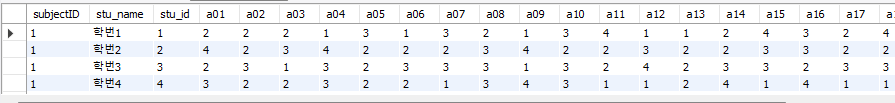 subjectID stu_name stu_id a01 a02 a03 a04 a05 a06 a07 a08 a09 a10 a11 a12 a13 a14 a15 a16 a17 a
1 학번1 1 2 2 2 1 3 1 3 2 1 3 4 1 1 2 4 3 2 4
1 학번2 2 4 2 3 4 2 2 2 3 4 2 2 3 2 2 3 3 2 2
1 학번3 3 2 3 1 3 2 3 3 3 1 3 2 4 2 3 3 2 3 3
1 학번4 4 3 2 2 3 2 2 1 3 4 3 1 1 2 4 1 4 1 1